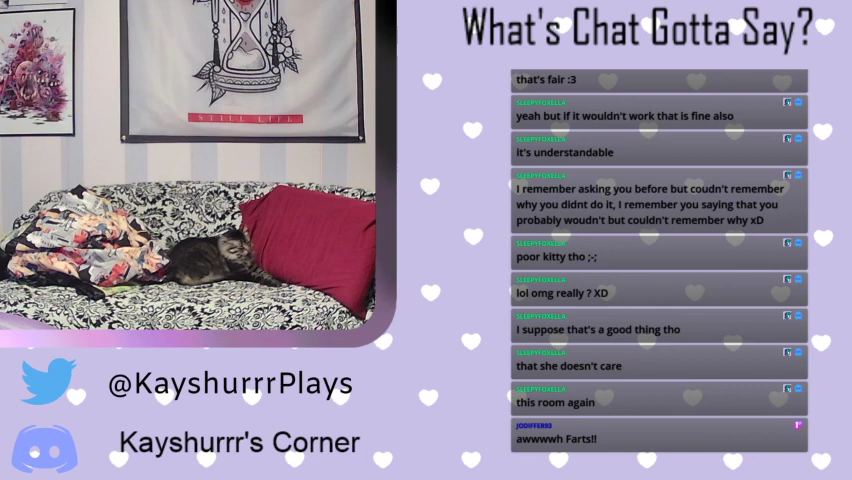 What's Chat Gotta Say?
STILL LIFE
that's fair :3
SLEEPYFOXELLA
yeah but if it wouldn't work that is fine also
SLEEPYFOXELLA
it's understandable
SLEEPYFOXELLA
I remember asking you before but coudn't remember
why you didnt do it, I remember you saying that you
probably woudn't but couldn't remember why xD
SLEEPYFOXELLA
poor kitty tho ;-;
SLEEPYFOXELLA
lol omg really ? XD
SLEEPYFOXELLA
I suppose that's a good thing tho
SLEEPYFOXELLA
that she doesn't care
SLEEPYFOXELLA
this room again
JODIFFER93
awwwwh Farts!!
@KayshurrrPlays
Kayshurrr's Corner